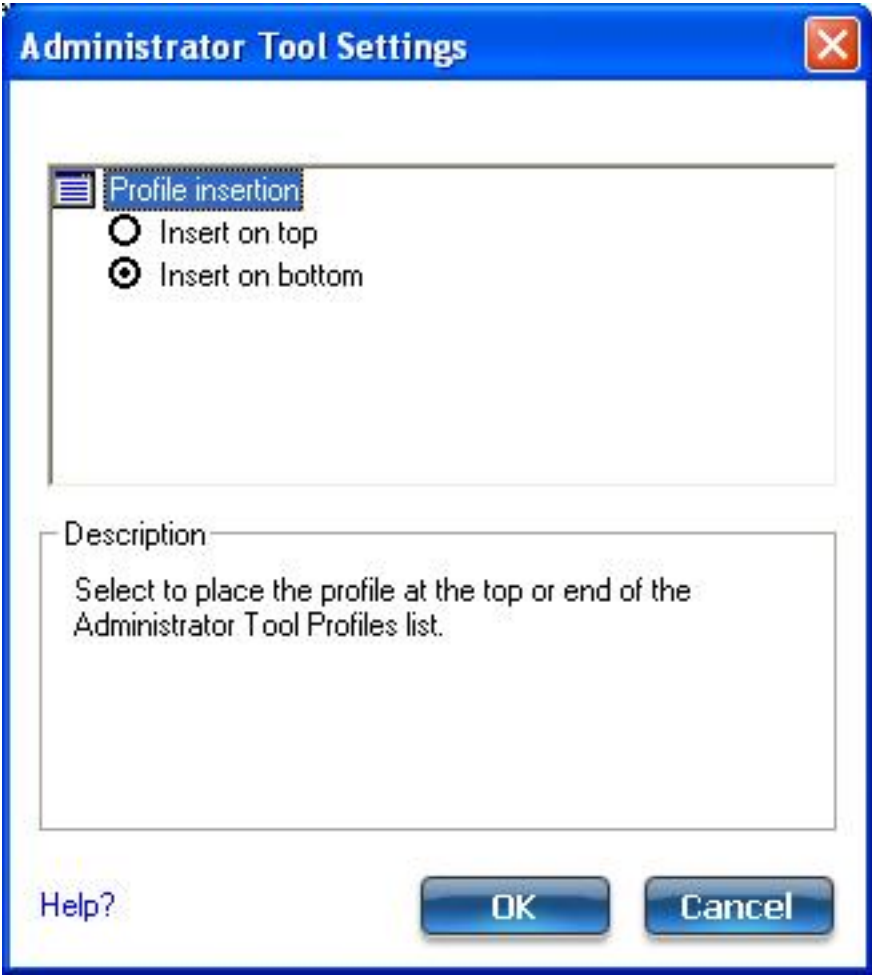 Administrator Tool Settings
Profile insertion
Insert on top
Insert on bottom
Description
Select to place the profile at the top or end of the
Administrator Tool Profiles list.
Help?
OK
Cancel